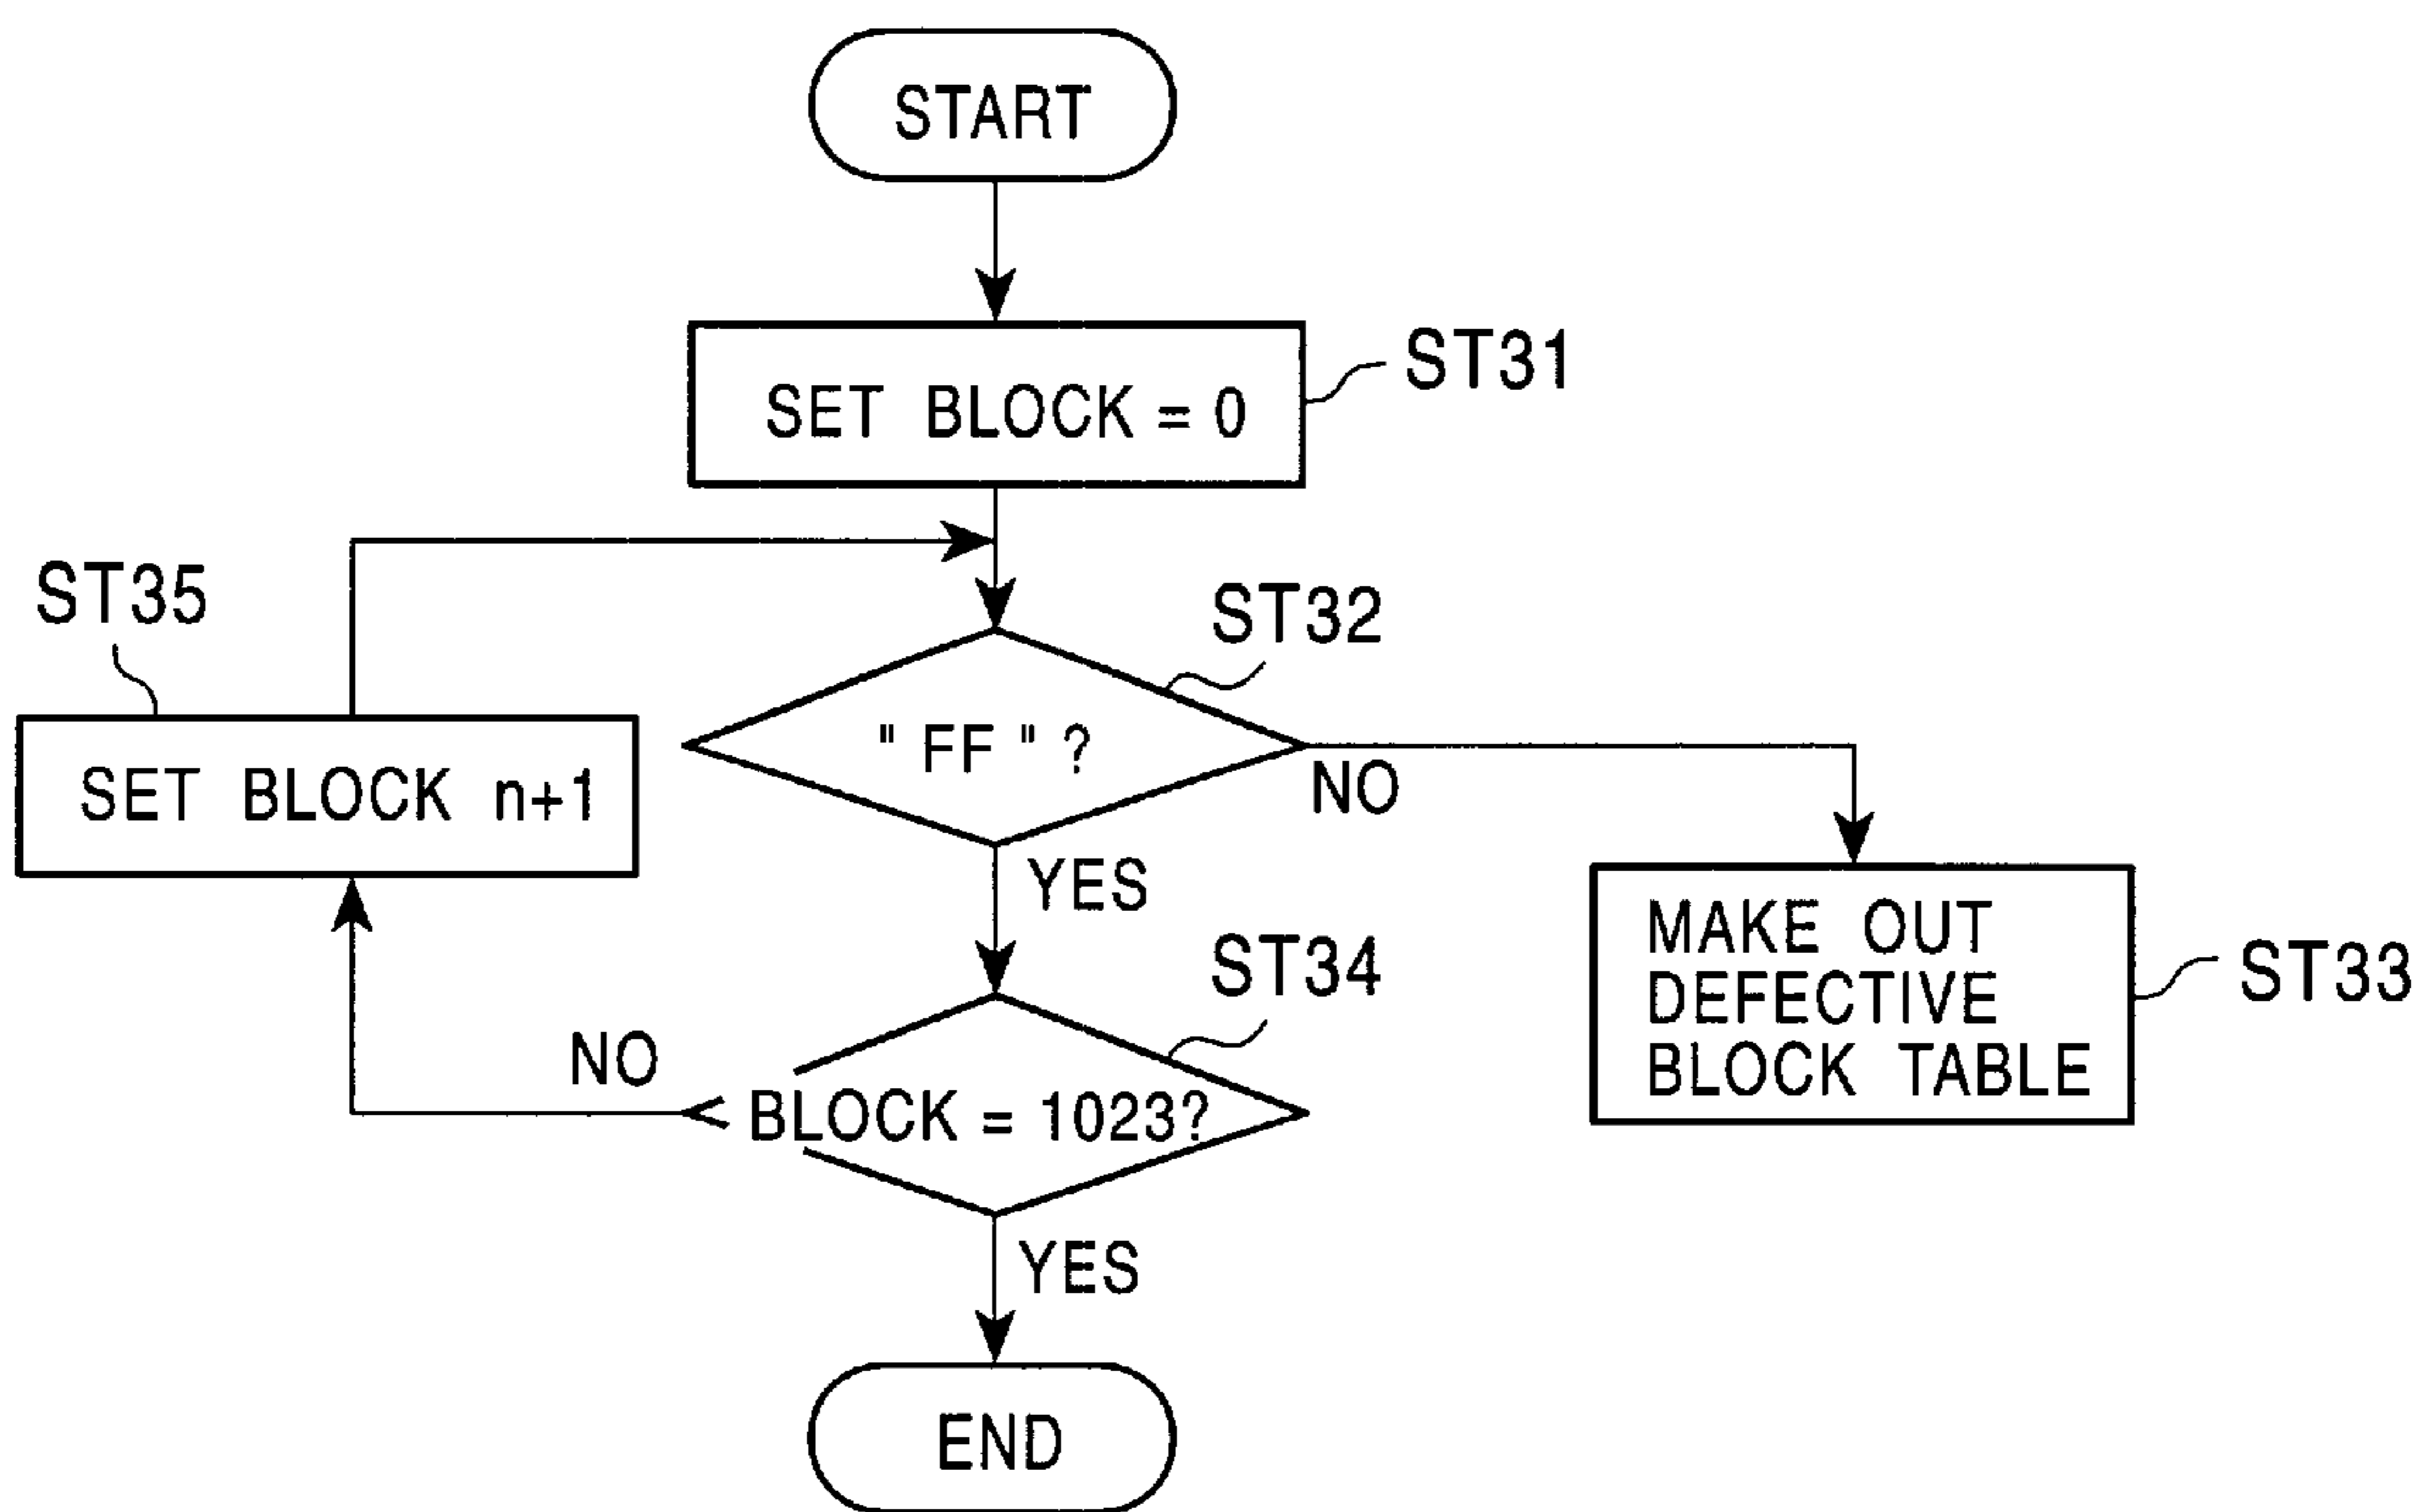 START
SET BLOCK = 0
ST31
ST35
ST32
SET BLOCK n+1
" FF " ?
NO
YES
MAKE OUT
DEFECTIVE
BLOCK TABLE
ST33
ST34
NO
BLOCK = 1023?
YES
END